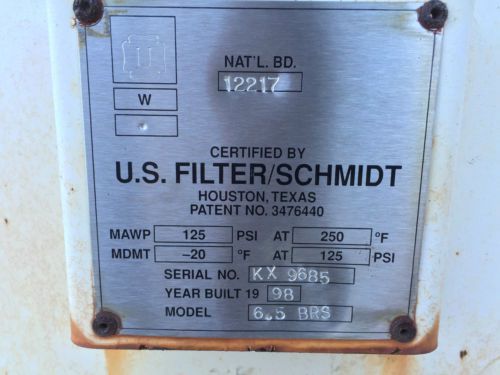 U
NAT'L. BD.
12217
W
CERTIFIED BY
U.S. FILTER/SCHMIDT
HOUSTON, TEXAS
PATENT NO. 3476440
MAWP 125 PSI AT 250 °F
MDMT –20 °F AT 125 PSI
SERIAL NO. KX 9685
YEAR BUILT 19 98
MODEL 6.5 BRS